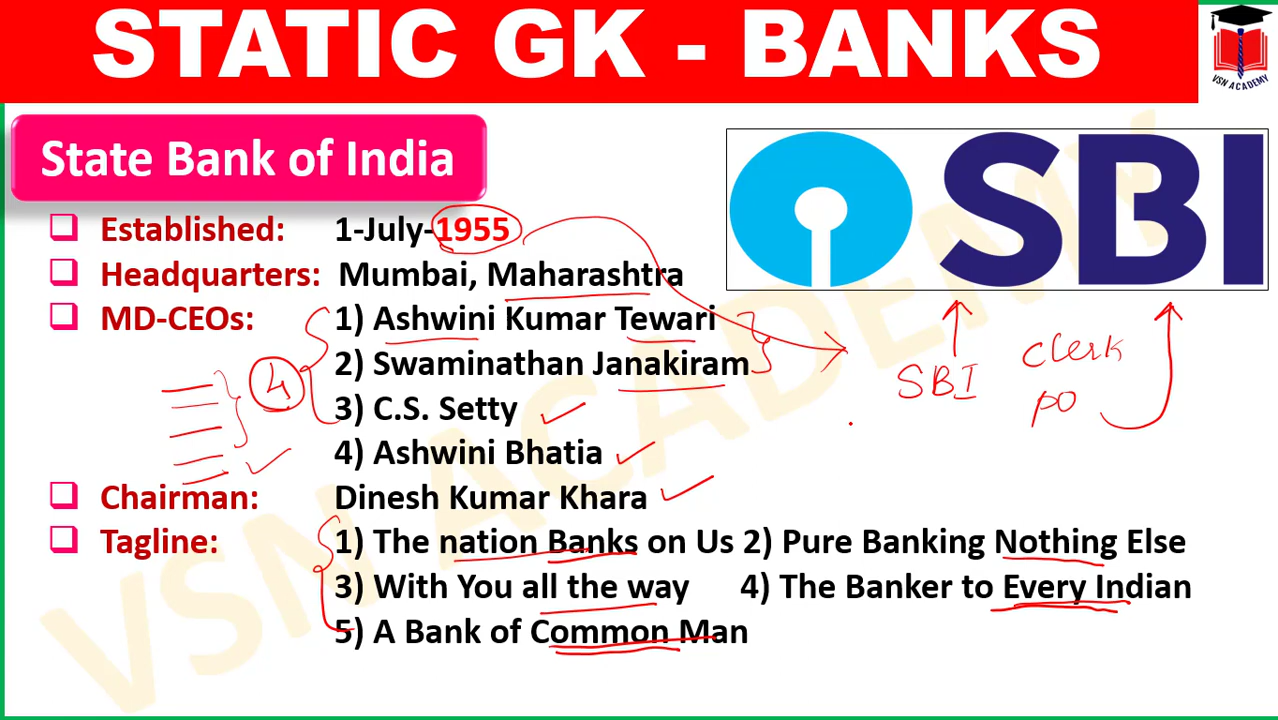 STATIC GK - BANKS
VSN ACADEMY
State Bank of India
SBI
Established: 1-July-1955
Headquarters: Mumbai, Maharashtra
MD-CEOs: 1) Ashwini Kumar Tewari
2) Swaminathan Janakiram
3) C.S. Setty
4) Ashwini Bhatia
4
SBI
clerk
po
Chairman: Dinesh Kumar Khara
Tagline: 1) The nation Banks on Us 2) Pure Banking Nothing Else
3) With You all the way 4) The Banker to Every Indian
5) A Bank of Common Man
VSN ACADEMY